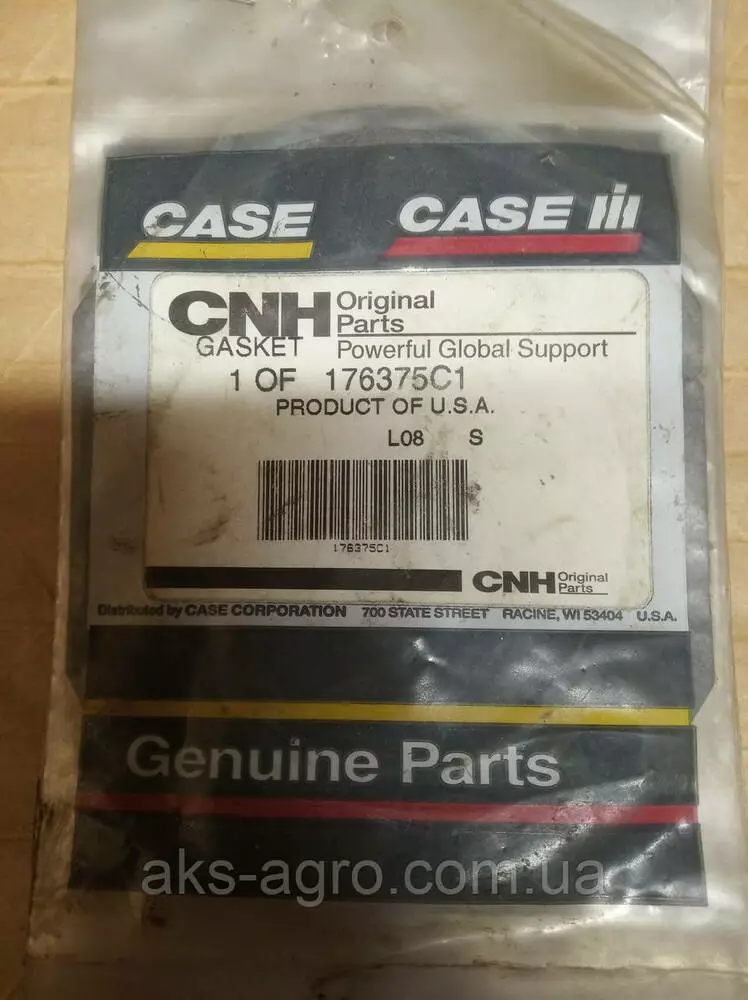 CASE CASE IH
CNH Original
Parts
GASKET Powerful Global Support
1 OF 176375C1
PRODUCT OF U.S.A.
L08 S
176375C1
CNH Original
Parts
Distributed by CASE CORPORATION 700 STATE STREET RACINE, WI 53404 U.S.A.
Genuine Parts
aks-agro.com.ua